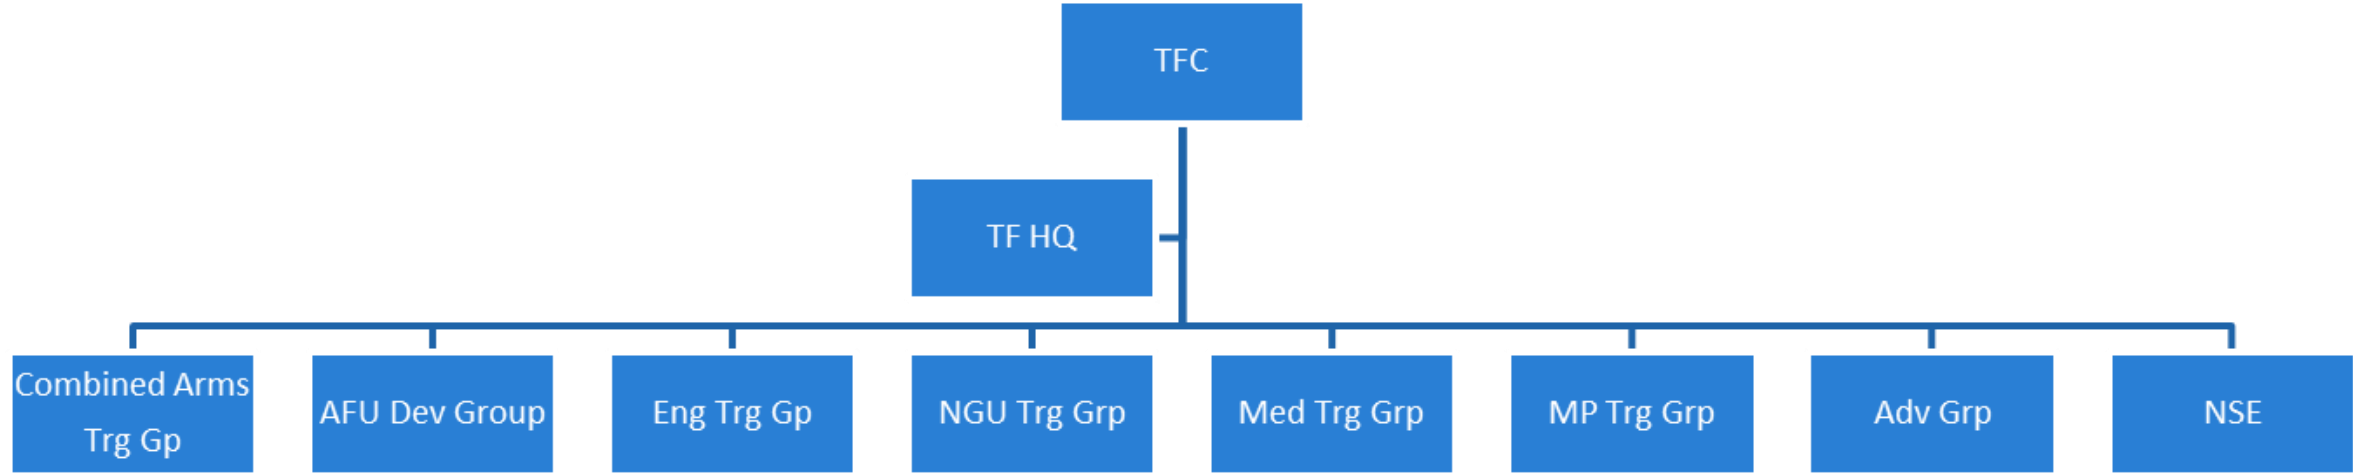 TFC
TF HQ
Combined Arms
Trg Gp
AFU Dev Group
Eng Trg Gp
NGU Trg Grp
Med Trg Grp
MP Trg Grp
Adv Grp
NSE